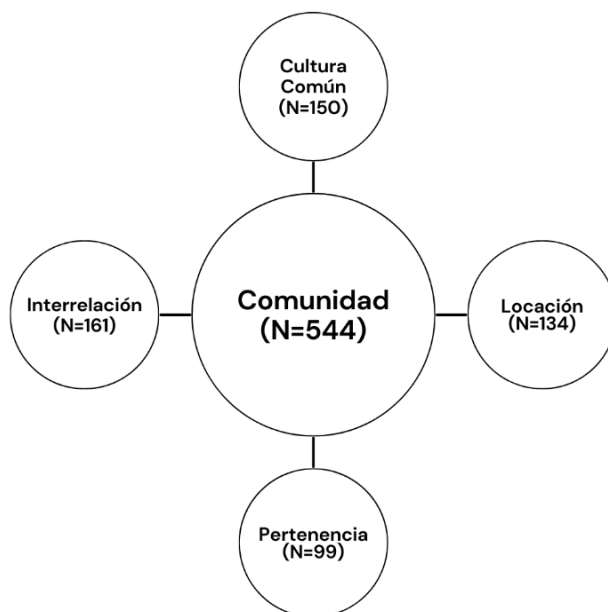 Cultura
Común
(N=150)
Interrelación
(N=161)
Comunidad
(N=544)
Locación
(N=134)
Pertenencia
(N=99)